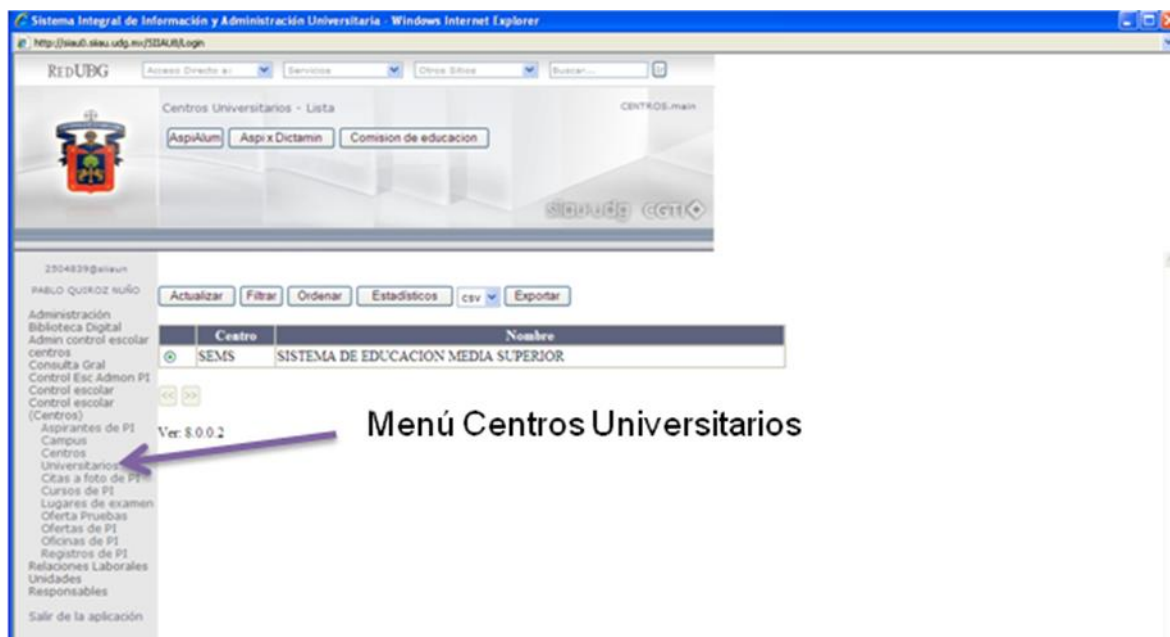 Sistema Integral de Información y Administración Universitaria - Windows Internet Explorer
http://siiau0.siiau.udg.mx/SIIAU8/Login
RED UDG Acceso Directo a: Servicios Otros Sitios Buscar...
Centros Universitarios - Lista CENTROS.main
AspiAlum Aspi x Dictamin Comision de educacion
siiau udg CGTI
2504839@siiaun
PABLO QUIROZ NUÑO
Actualizar Filtrar Ordenar Estadísticos csv Exportar
Administración
Biblioteca Digital
Admin control escolar
centros
Consulta Gral
Control Esc Admon PI
Control escolar
Control escolar
(Centros)
Aspirantes de PI
Campus
Centros
Universitarios
Citas a foto de PI
Cursos de PI
Lugares de examen
Oferta Pruebas
Ofertas de PI
Oficinas de PI
Registros de PI
Relaciones Laborales
Unidades
Responsables
Salir de la aplicación
Centro Nombre
SEMS SISTEMA DE EDUCACION MEDIA SUPERIOR
<< >>
Ver: 8.0.0.2
Menú Centros Universitarios